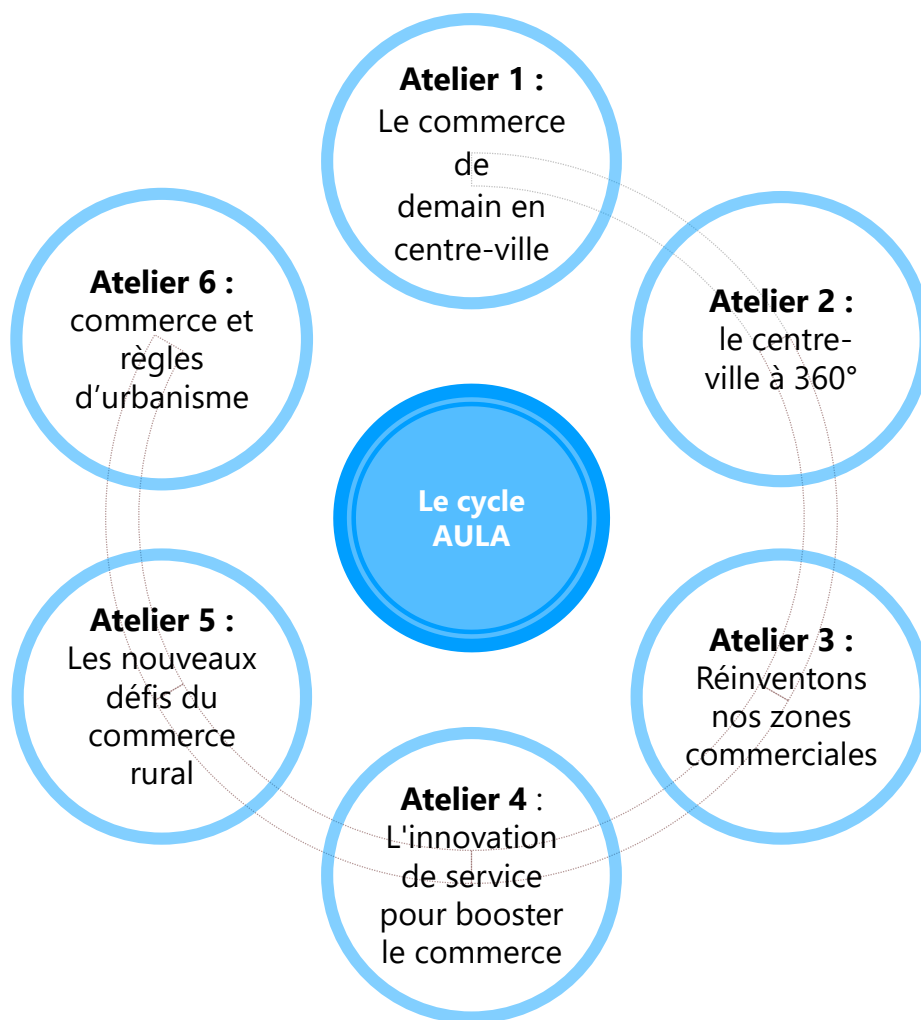 Atelier 1 :
Le commerce
de
demain en
centre-ville
Atelier 2 :
le centre-
ville à 360°
Atelier 3 :
Réinventons
nos zones
commerciales
Atelier 4 :
L'innovation
de service
pour booster
le commerce
Atelier 5 :
Les nouveaux
défis du
commerce
rural
Atelier 6 :
commerce et
règles
d’urbanisme
Le cycle
AULA